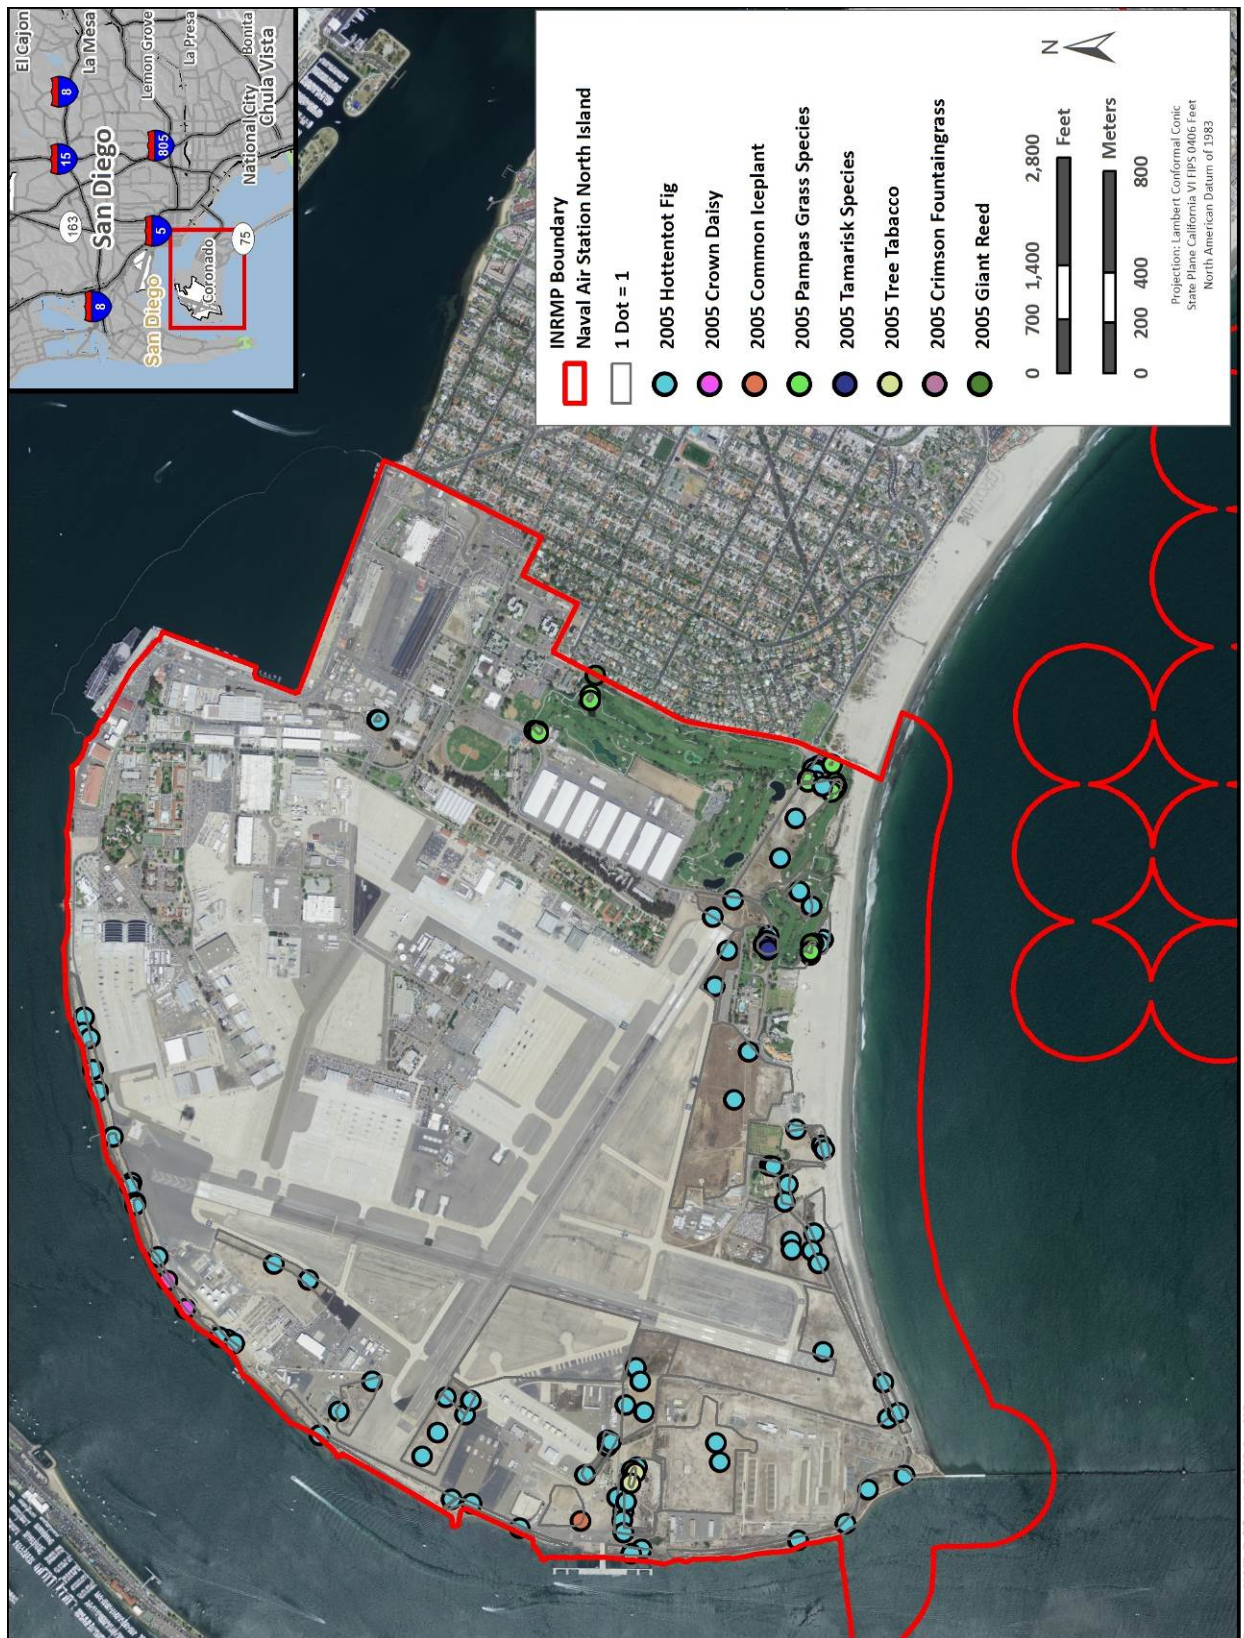 El Cajon
La Mesa
Lemon Grove
La Presa
Bonita
Chula Vista
National City
San Diego
8
15
805
163
5
8
75
San Diego
Coronado
INRMP Boundary
Naval Air Station North Island
1 Dot = 1
2005 Hottentot Fig
2005 Crown Daisy
2005 Common Iceplant
2005 Pampas Grass Species
2005 Tamarisk Species
2005 Tree Tabacco
2005 Crimson Fountaingrass
2005 Giant Reed
N
0 700 1,400 2,800
Feet
Meters
0 200 400 800
Projection: Lambert Conformal Conic
State Plane California VI FIPS 0406 Feet
North American Datum of 1983